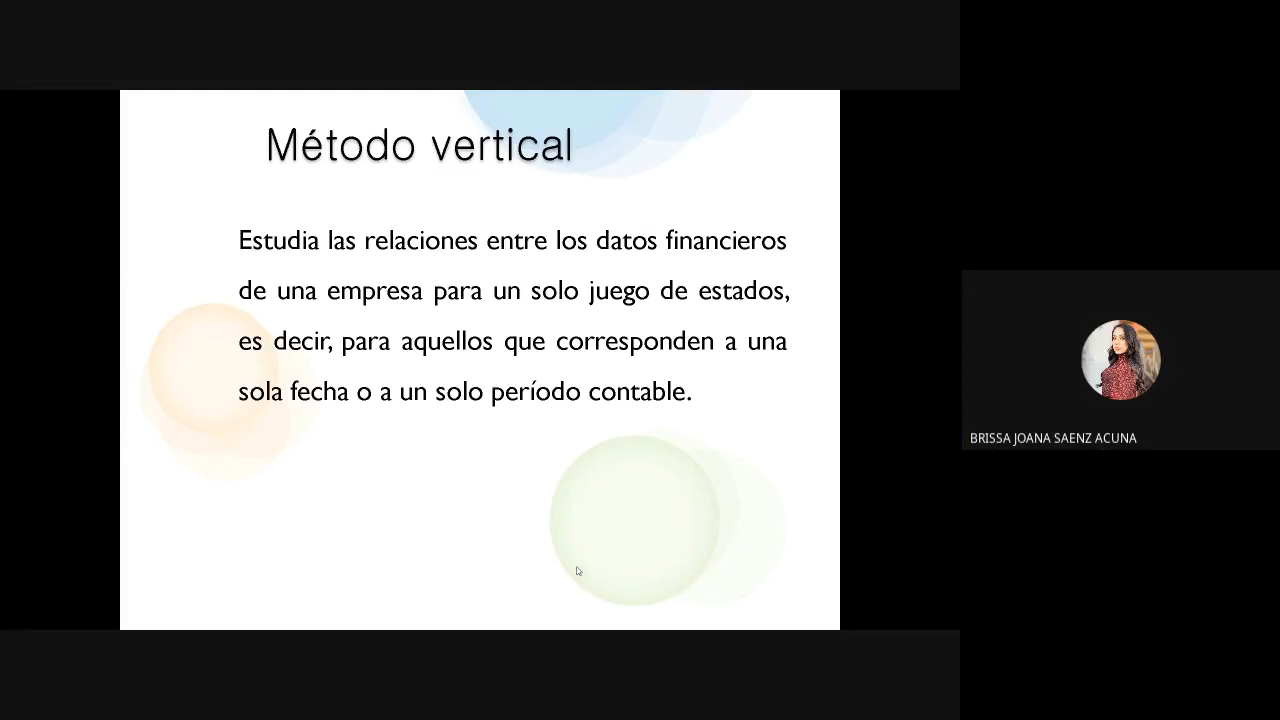 Método vertical
Estudia las relaciones entre los datos financieros
de una empresa para un solo juego de estados,
es decir, para aquellos que corresponden a una
sola fecha o a un solo período contable.
BRISSA JOANA SAENZ ACUNA